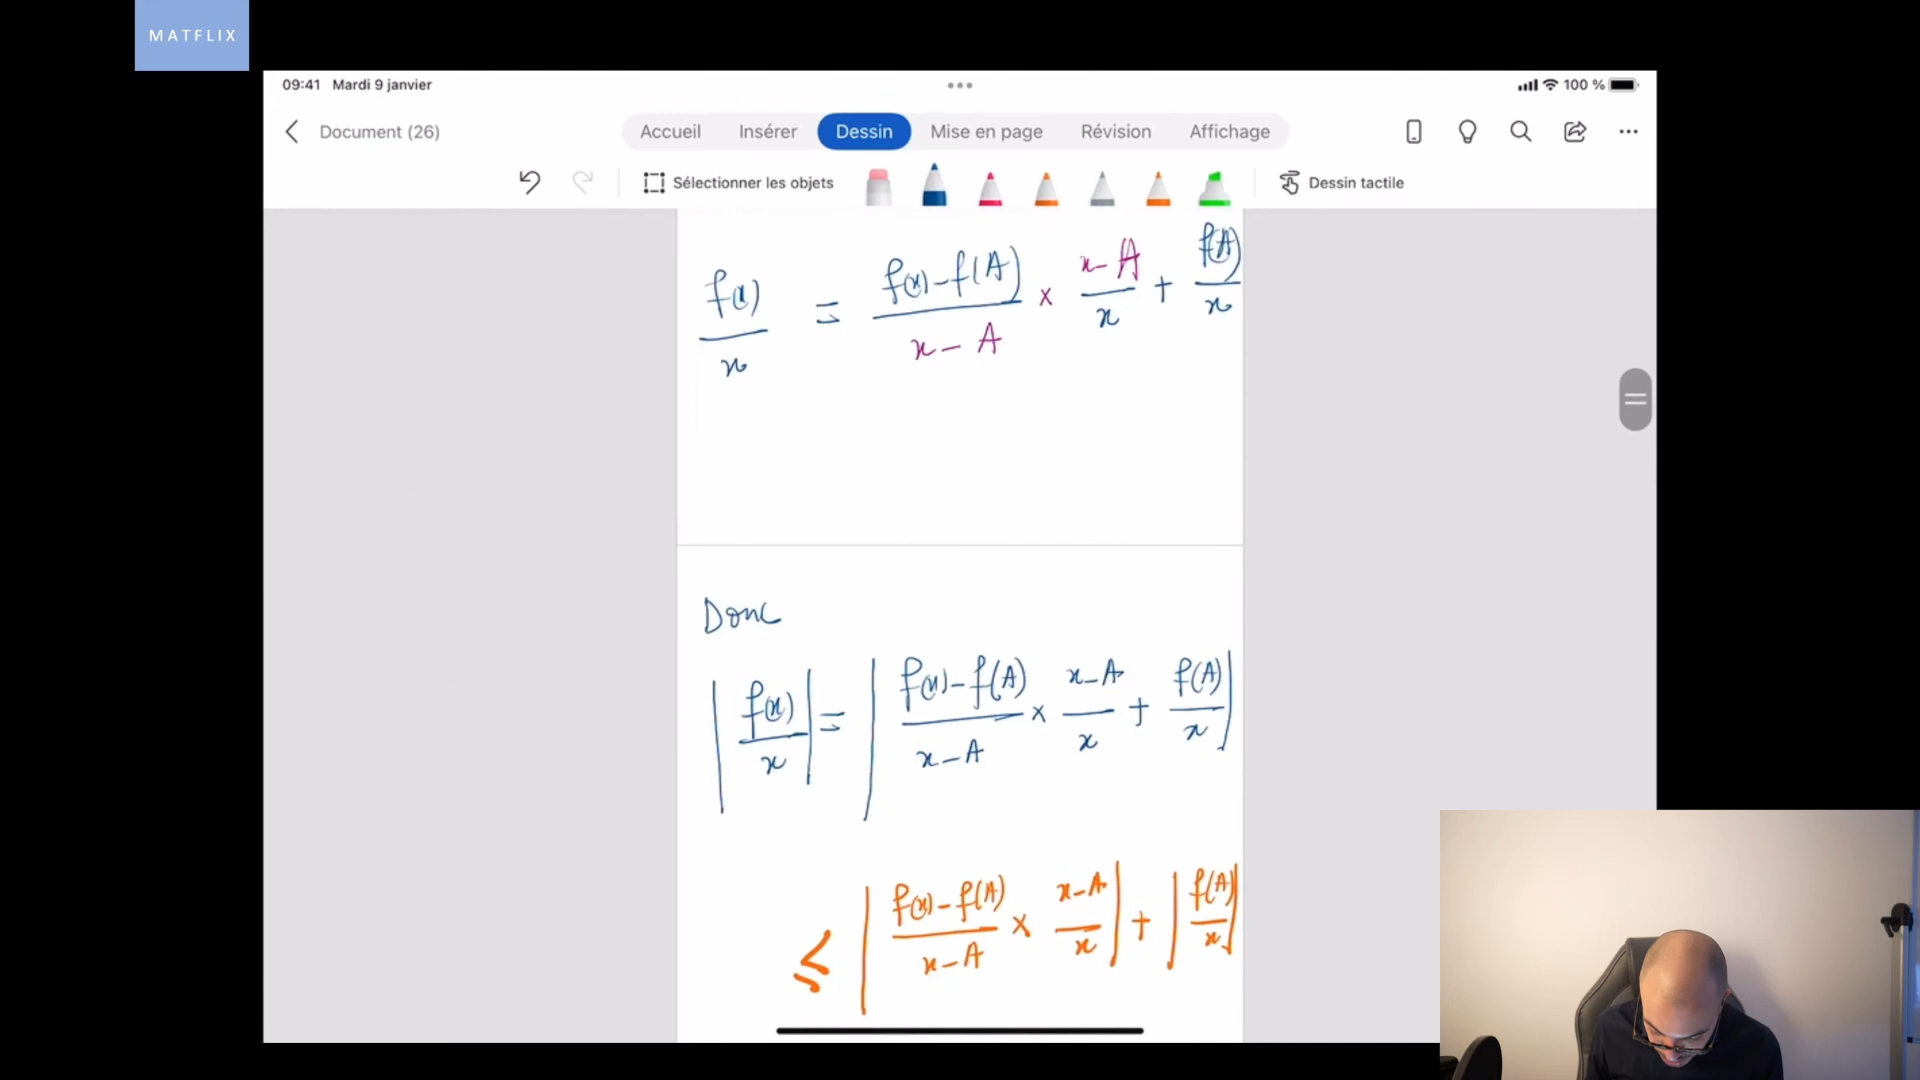 MATFLIX
09:41 Mardi 9 janvier
100 %
Document (26)
Accueil Insérer Dessin Mise en page Révision Affichage
Sélectionner les objets
Dessin tactile
f(x)/x = (f(x)-f(A))/(x-A) × (x-A)/x + f(A)/x
Donc
|f(x)/x| = |(f(x)-f(A))/(x-A) × (x-A)/x + f(A)/x|
≤ |(f(x)-f(A))/(x-A) × (x-A)/x| + |f(A)/x|